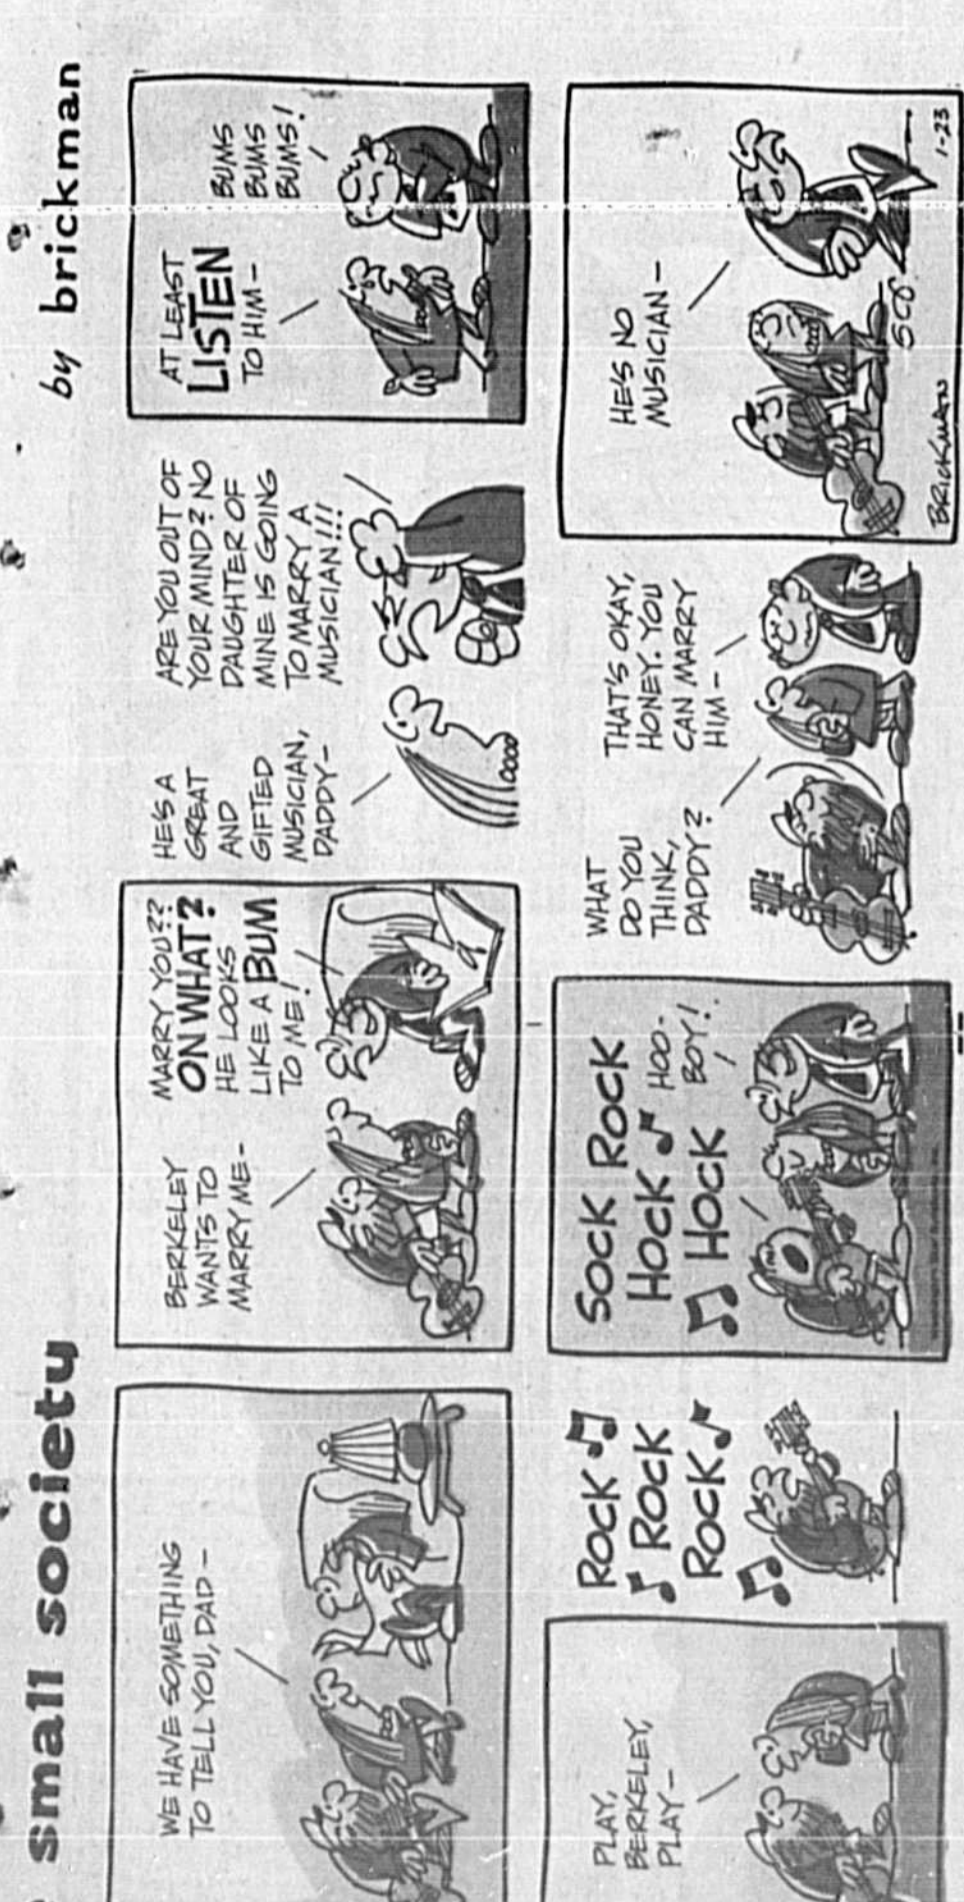 small society
by brickman
WE HAVE SOMETHING
TO TELL YOU, DAD -
BERKELEY
WANTS TO
MARRY ME -
MARRY YOU??
ON WHAT?
HE LOOKS
LIKE A BUM
TO ME!
HE'S A
GREAT
AND
GIFTED
MUSICIAN,
DADDY -
ARE YOU OUT OF
YOUR MIND? NO
DAUGHTER OF
MINE IS GOING
TO MARRY A
MUSICIAN!!!
AT LEAST
LISTEN
TO HIM -
BUMS
BUMS
BUMS!
PLAY,
BERKELEY,
PLAY -
ROCK
ROCK
ROCK
SOCK ROCK
HOCK
HOCK
HOO-
BOY!
WHAT
DO YOU
THINK,
DADDY?
THAT'S OKAY,
HONEY. YOU
CAN MARRY
HIM -
HE'S NO
MUSICIAN -
BRICKMAN
1-23